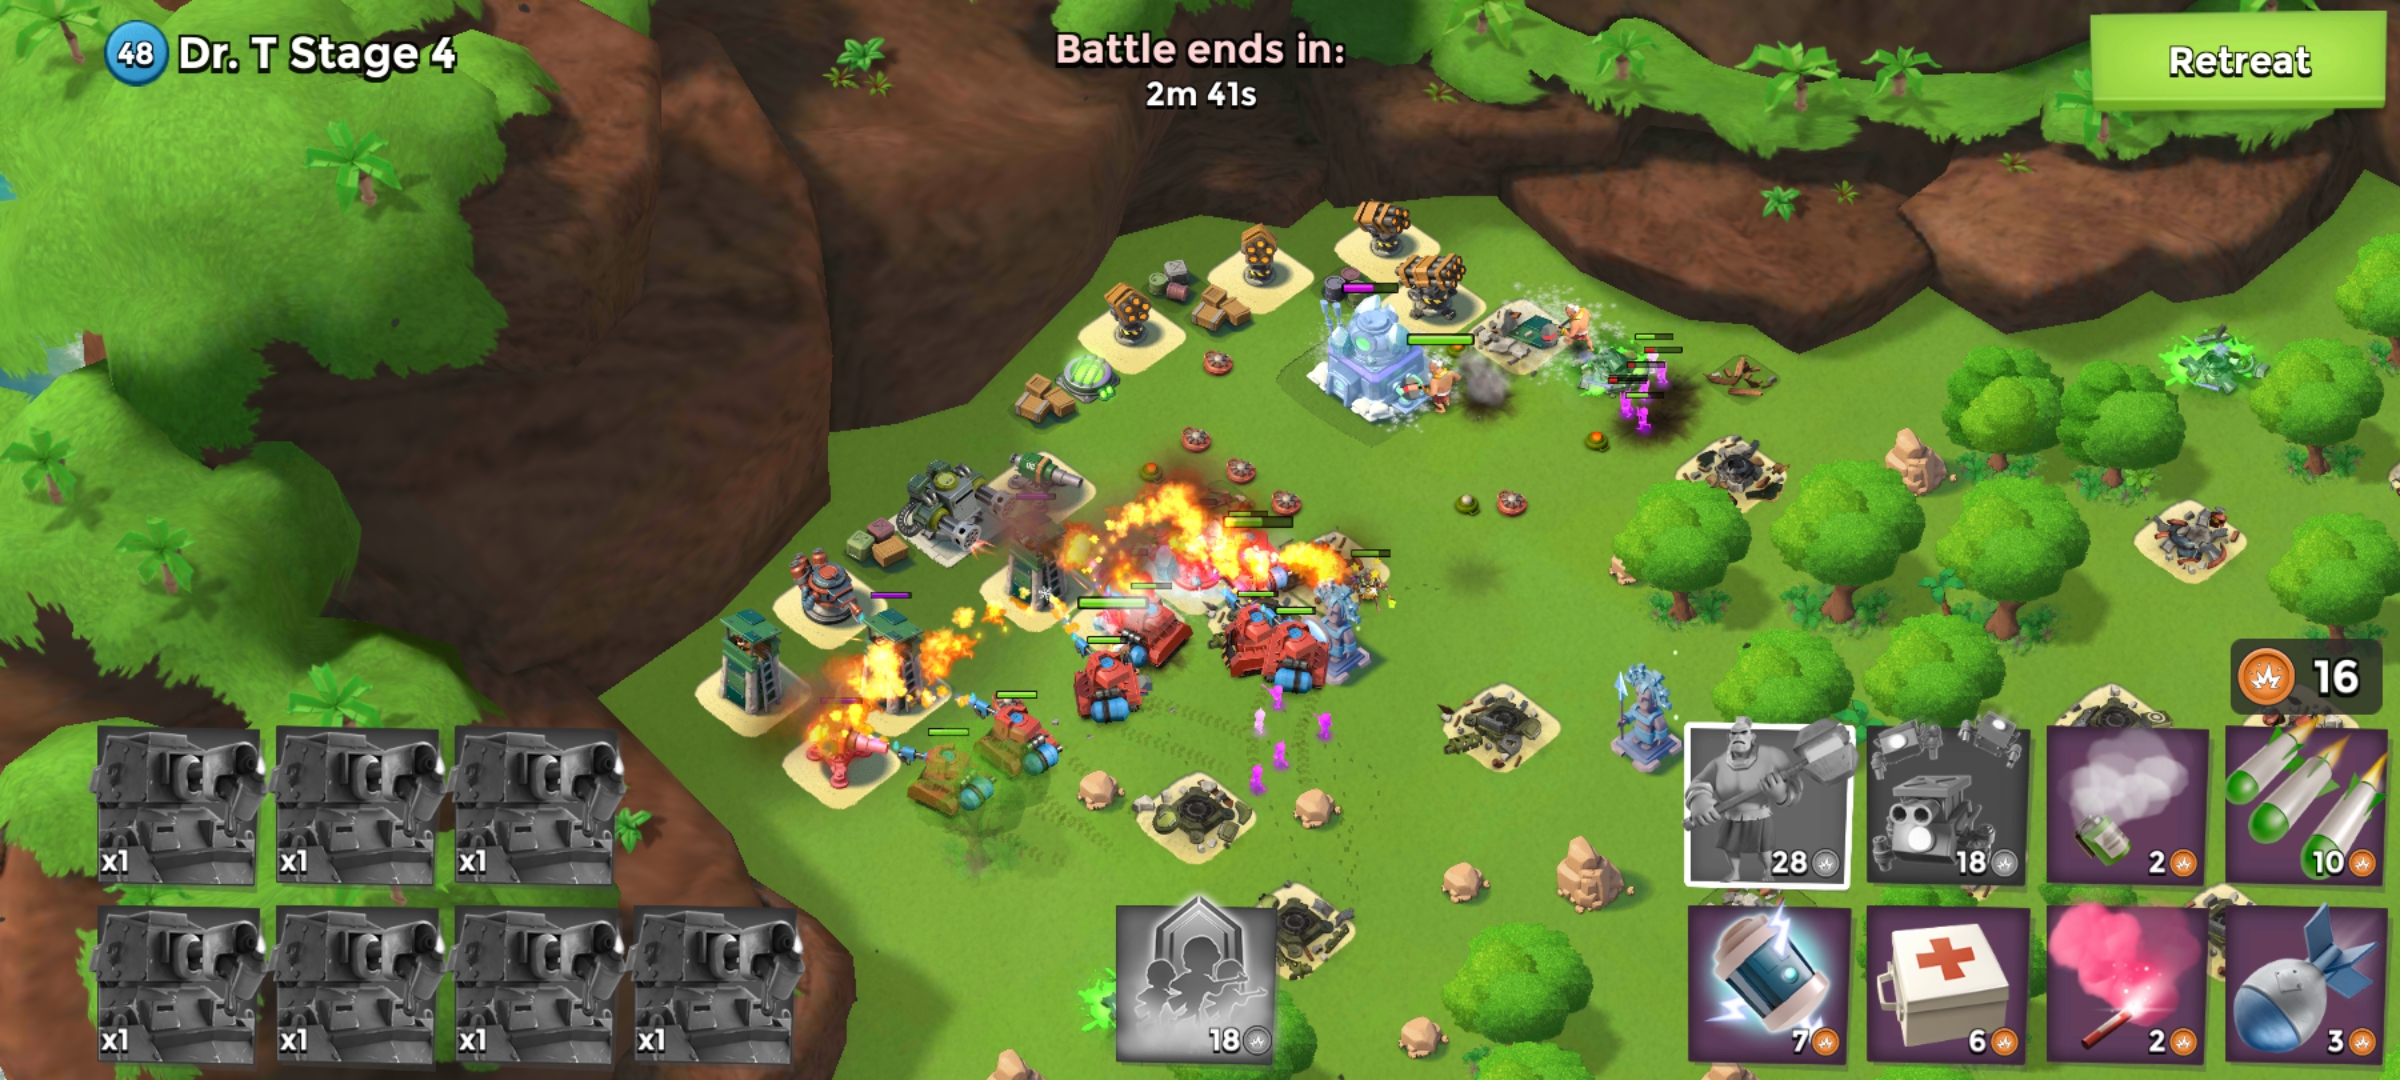 48 Dr. T Stage 4
Battle ends in:
2m 41s
Retreat
16
x1
x1
x1
28
18
2
10
x1
x1
x1
x1
18
7
6
2
3